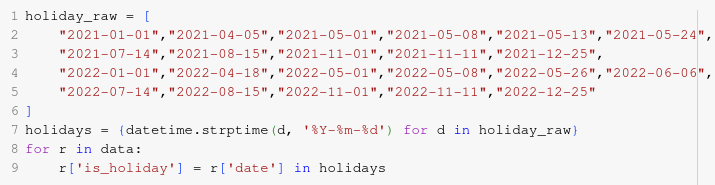 1 holiday_raw = [
2     "2021-01-01","2021-04-05","2021-05-01","2021-05-08","2021-05-13","2021-05-24",
3     "2021-07-14","2021-08-15","2021-11-01","2021-11-11","2021-12-25",
4     "2022-01-01","2022-04-18","2022-05-01","2022-05-08","2022-05-26","2022-06-06",
5     "2022-07-14","2022-08-15","2022-11-01","2022-11-11","2022-12-25"
6 ]
7 holidays = {datetime.strptime(d, '%Y-%m-%d') for d in holiday_raw}
8 for r in data:
9     r['is_holiday'] = r['date'] in holidays